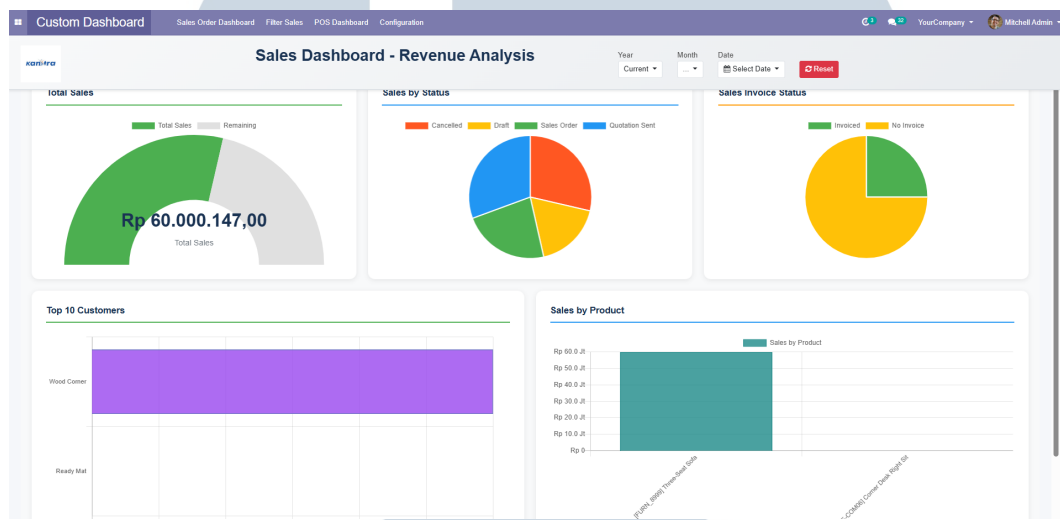 Custom Dashboard Sales Order Dashboard Filter Sales POS Dashboard Configuration 3 32 YourCompany Mitchell Admin
Sales Dashboard - Revenue Analysis
Year Month Date
Current ... Select Date Reset
Total Sales
Total Sales Remaining
Rp 60.000.147,00
Total Sales
Sales by Status
Cancelled Draft Sales Order Quotation Sent
Sales Invoice Status
Invoiced No Invoice
Top 10 Customers
Wood Corner
Ready Mat
Sales by Product
Sales by Product
Rp 60.0 Jt
Rp 50.0 Jt
Rp 40.0 Jt
Rp 30.0 Jt
Rp 20.0 Jt
Rp 10.0 Jt
Rp 0
[FURN_8999] Three-Seat Sofa
Corner Desk Right Sit